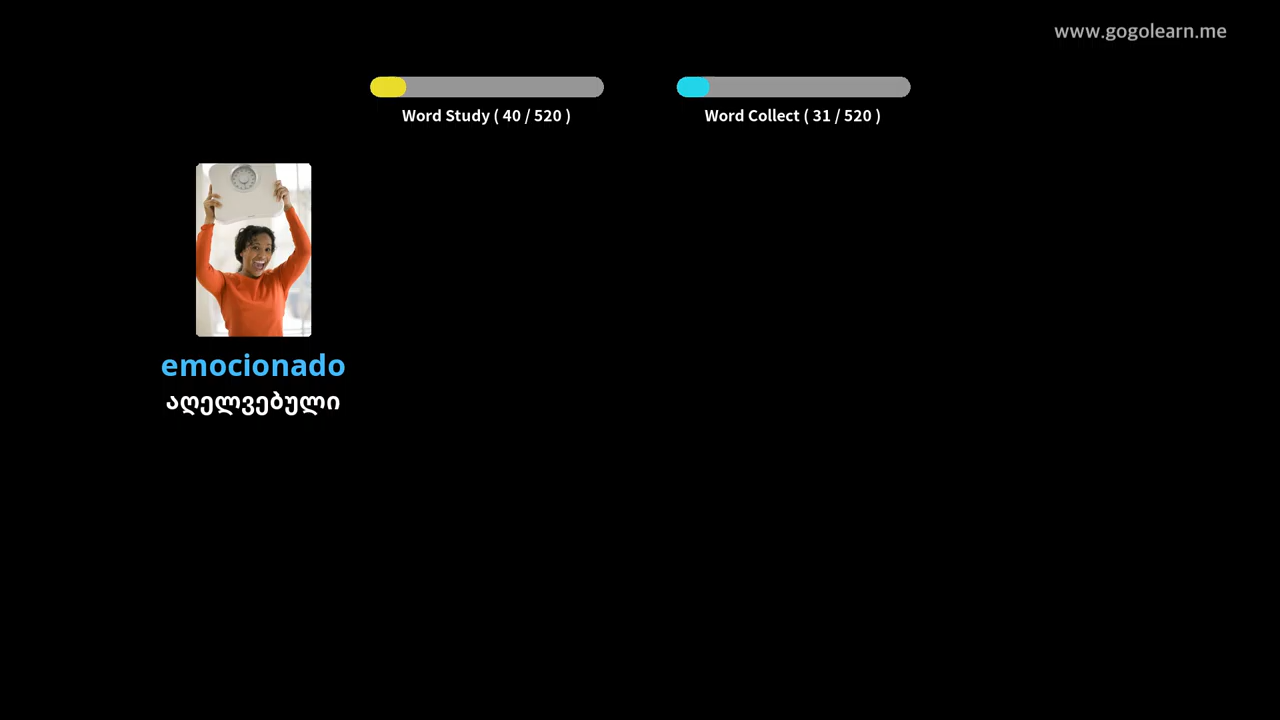 www.gogolearn.me
Word Study ( 40 / 520 )
Word Collect ( 31 / 520 )
emocionado
აღელვებული